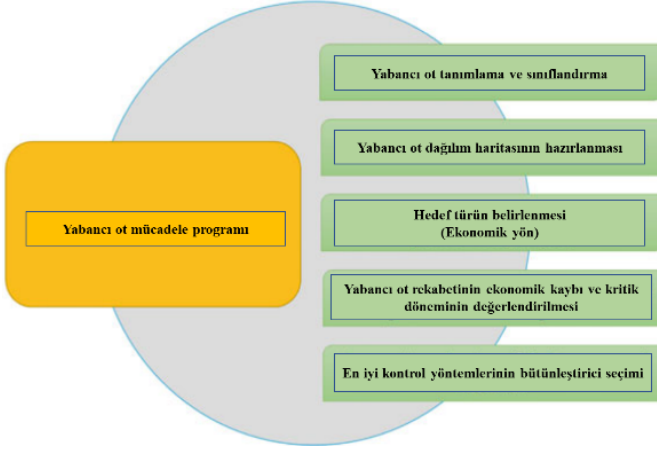 Yabancı ot mücadele programı
Yabancı ot tanımlama ve sınıflandırma
Yabancı ot dağılım haritasının hazırlanması
Hedef türün belirlenmesi
(Ekonomik yön)
Yabancı ot rekabetinin ekonomik kaybı ve kritik
döneminin değerlendirilmesi
En iyi kontrol yöntemlerinin bütünleştirici seçimi